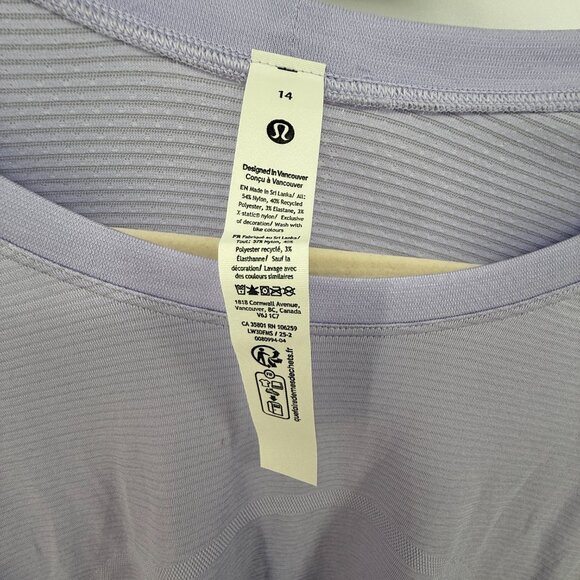 14
Designed in Vancouver
Conçu à Vancouver
EN Made in Sri Lanka/ All:
54% Nylon, 40% Recycled
Polyester, 3% Elastane, 3%
X-static® nylon/ Exclusive
of decoration/ Wash with
like colours
FR Fabriqué au Sri Lanka/
Tout: 57% Nylon, 40%
Polyester recyclé, 3%
Élasthanne/ Sauf la
décoration/ Lavage avec
des couleurs similaires
1818 Cornwall Avenue,
Vancouver, BC, Canada
V6J 1C7
CA 35801 RN 106259
LW3DFMS / 25-2
0080994-04
quefairedemesdechets.fr